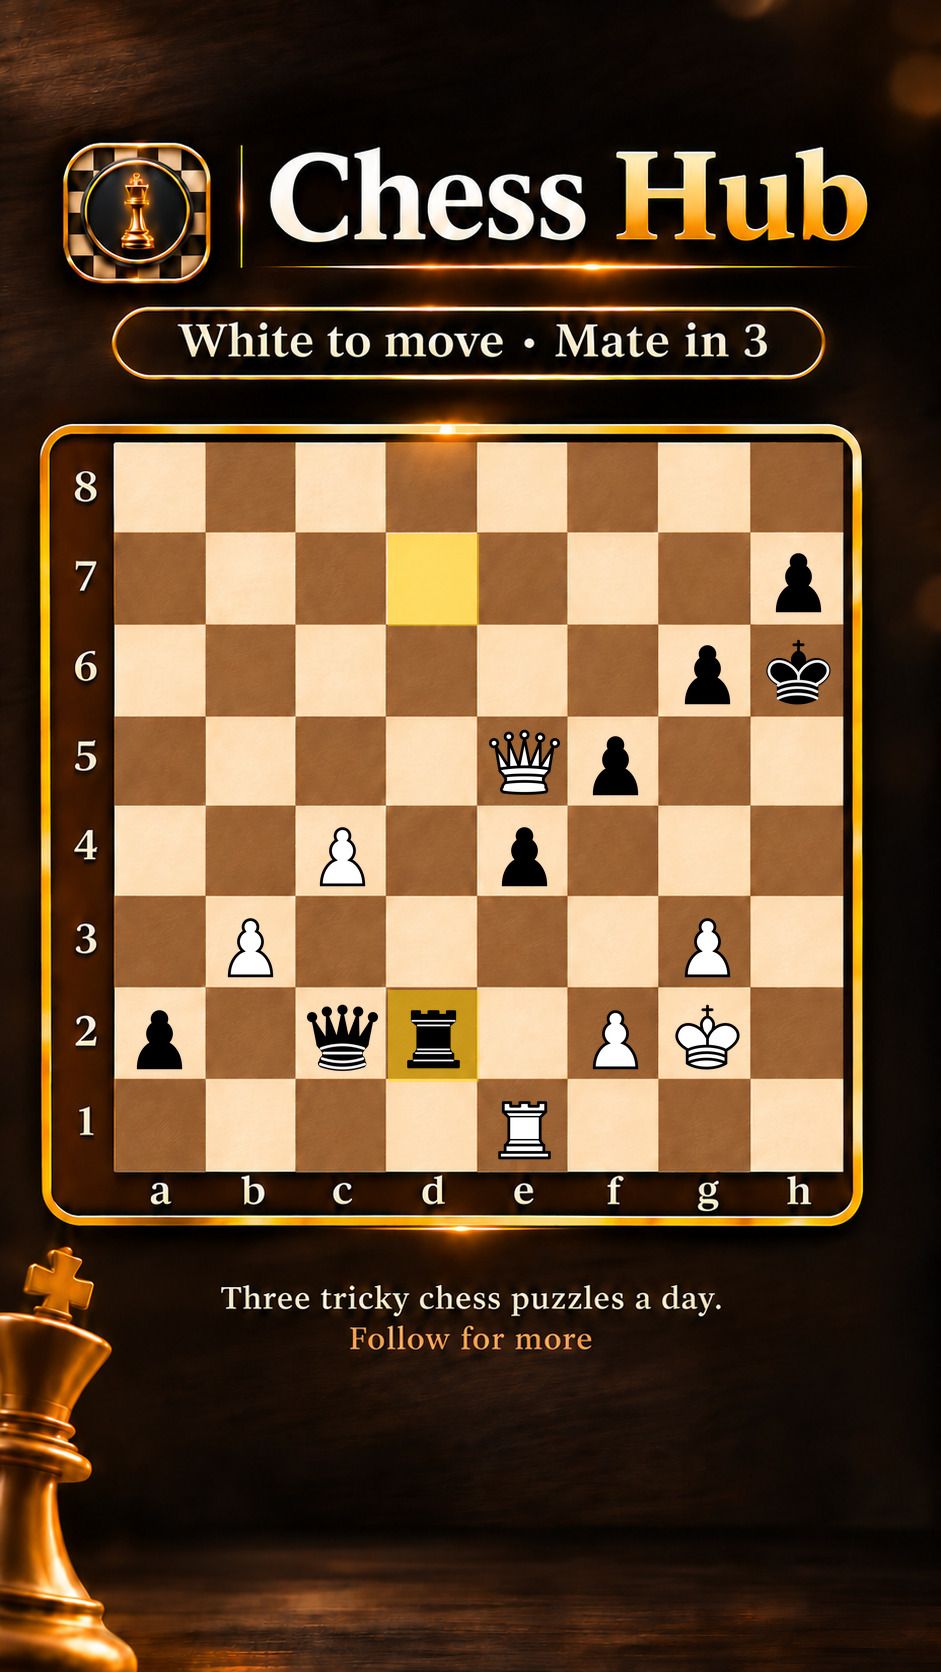 Chess Hub
White to move • Mate in 3
8
7
6
5
4
3
2
1
a b c d e f g h
Three tricky chess puzzles a day.
Follow for more